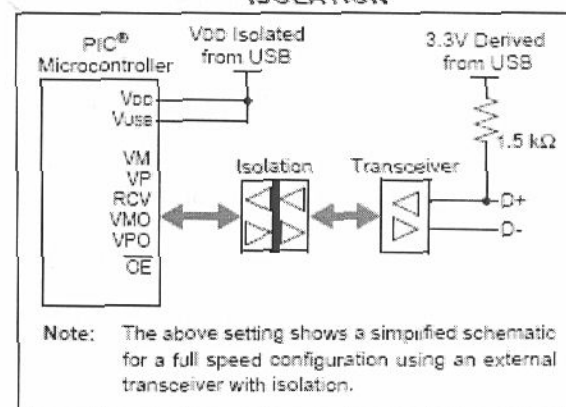 ISOLATION
PIC®
Microcontroller
VDD Isolated
from USB
3.3V Derived
from USB
VDD
VUSB
1.5 kΩ
VM
VP
RCV
VMO
VPO
OE
Isolation
Transceiver
D+
D-
Note: The above setting shows a simplified schematic
for a full speed configuration using an external
transceiver with isolation.